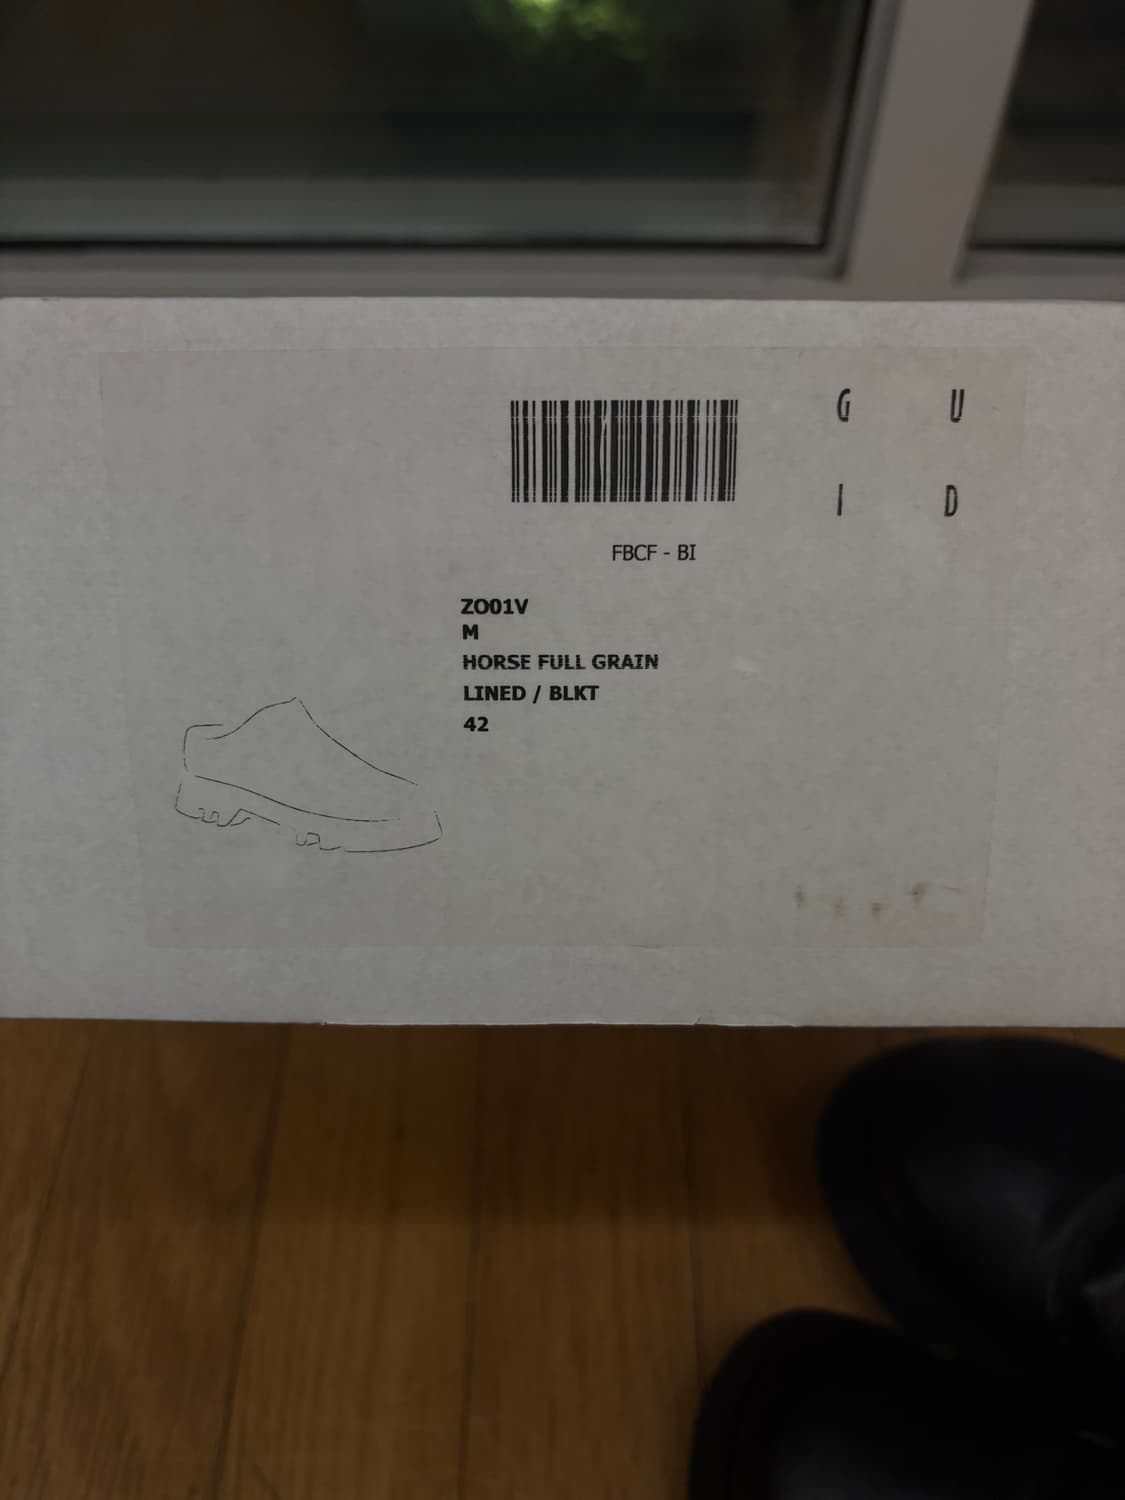 G U
I D
FBCF - BI
ZO01V
M
HORSE FULL GRAIN
LINED / BLKT
42